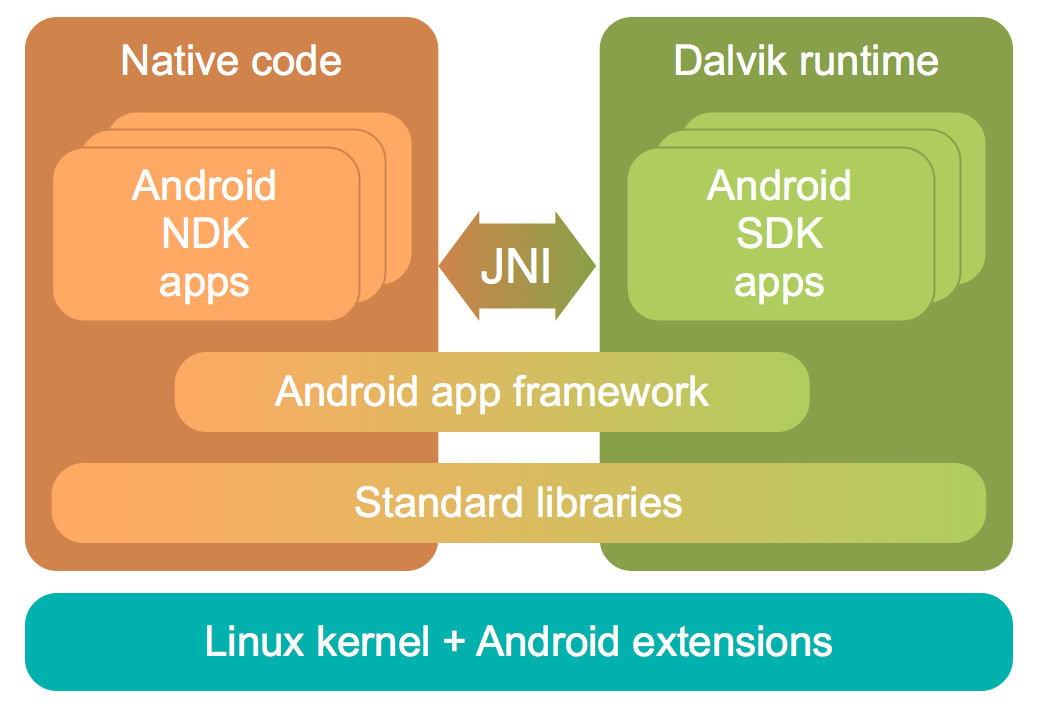 Native code
Dalvik runtime
Android
NDK
apps
JNI
Android
SDK
apps
Android app framework
Standard libraries
Linux kernel + Android extensions